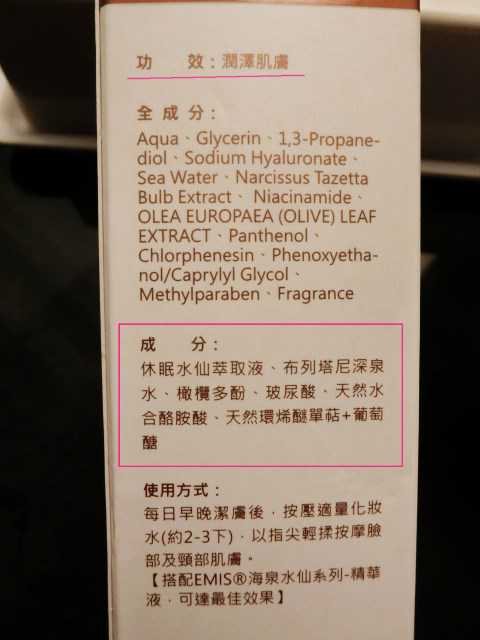 功　　效：潤澤肌膚
全 成 分：
Aqua、Glycerin、1,3-Propane-
diol、Sodium Hyaluronate、
Sea Water、Narcissus Tazetta
Bulb Extract、Niacinamide、
OLEA EUROPAEA (OLIVE) LEAF
EXTRACT、Panthenol、
Chlorphenesin、Phenoxyetha-
nol/Caprylyl Glycol、
Methylparaben、Fragrance
成　　分：
休眠水仙萃取液、布列塔尼深泉
水、橄欖多酚、玻尿酸、天然水
合酪胺酸、天然環烯醚單萜+葡萄
醣
使用方式：
每日早晚潔膚後，按壓適量化妝
水(約2-3下)，以指尖輕揉按摩臉
部及頸部肌膚。
【搭配EMIS®海泉水仙系列-精華
液，可達最佳效果】